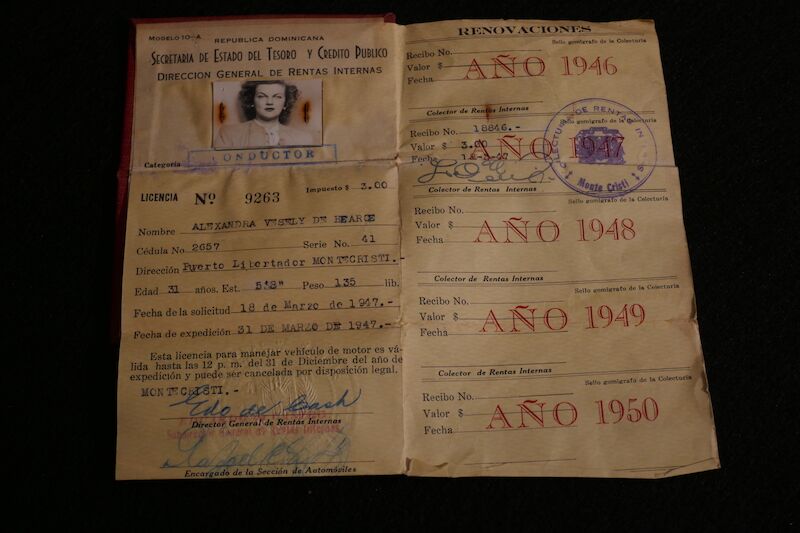 MODELO 10-A REPUBLICA DOMINICANA
SECRETARIA DE ESTADO DEL TESORO Y CREDITO PUBLICO
DIRECCION GENERAL DE RENTAS INTERNAS
Categoría
CONDUCTOR
LICENCIA Nº 9263 Impuesto $ 3.00
Nombre ALEXANDRA VESELY DE HEARCE
Cédula No 2657 Serie No. 41
Dirección Puerto Libertador MONTECRISTI.-
Edad 31 años. Est. 5'8" Peso 135 lib.
Fecha de la solicitud 18 de Marzo de 1947.-
Fecha de expedición 31 DE MARZO DE 1947.-
Esta licencia para manejar vehículo de motor es vá-
lida hasta las 12 p. m. del 31 de Diciembre del año de
expedición y puede ser cancelada por disposición legal.
MONTECRISTI.-
Director General de Rentas Internas
Encargado de la Sección de Automóviles
RENOVACIONES
Sello gomígrafo de la Colecturía
Recibo No.
Valor $
Fecha
AÑO 1946
Colector de Rentas Internas
Sello gomígrafo de la Colecturía
Recibo No. 18846.-
Valor $ 3.00
Fecha
AÑO 1947
COLECTURIA DE RENTAS INTERNAS
Monte Cristi
Colector de Rentas Internas
Sello gomígrafo de la Colecturía
Recibo No.
Valor $
Fecha
AÑO 1948
Colector de Rentas Internas
Sello gomígrafo de la Colecturía
Recibo No.
Valor $
Fecha
AÑO 1949
Colector de Rentas Internas
Sello gomígrafo de la Colecturía
Recibo No.
Valor $
Fecha
AÑO 1950